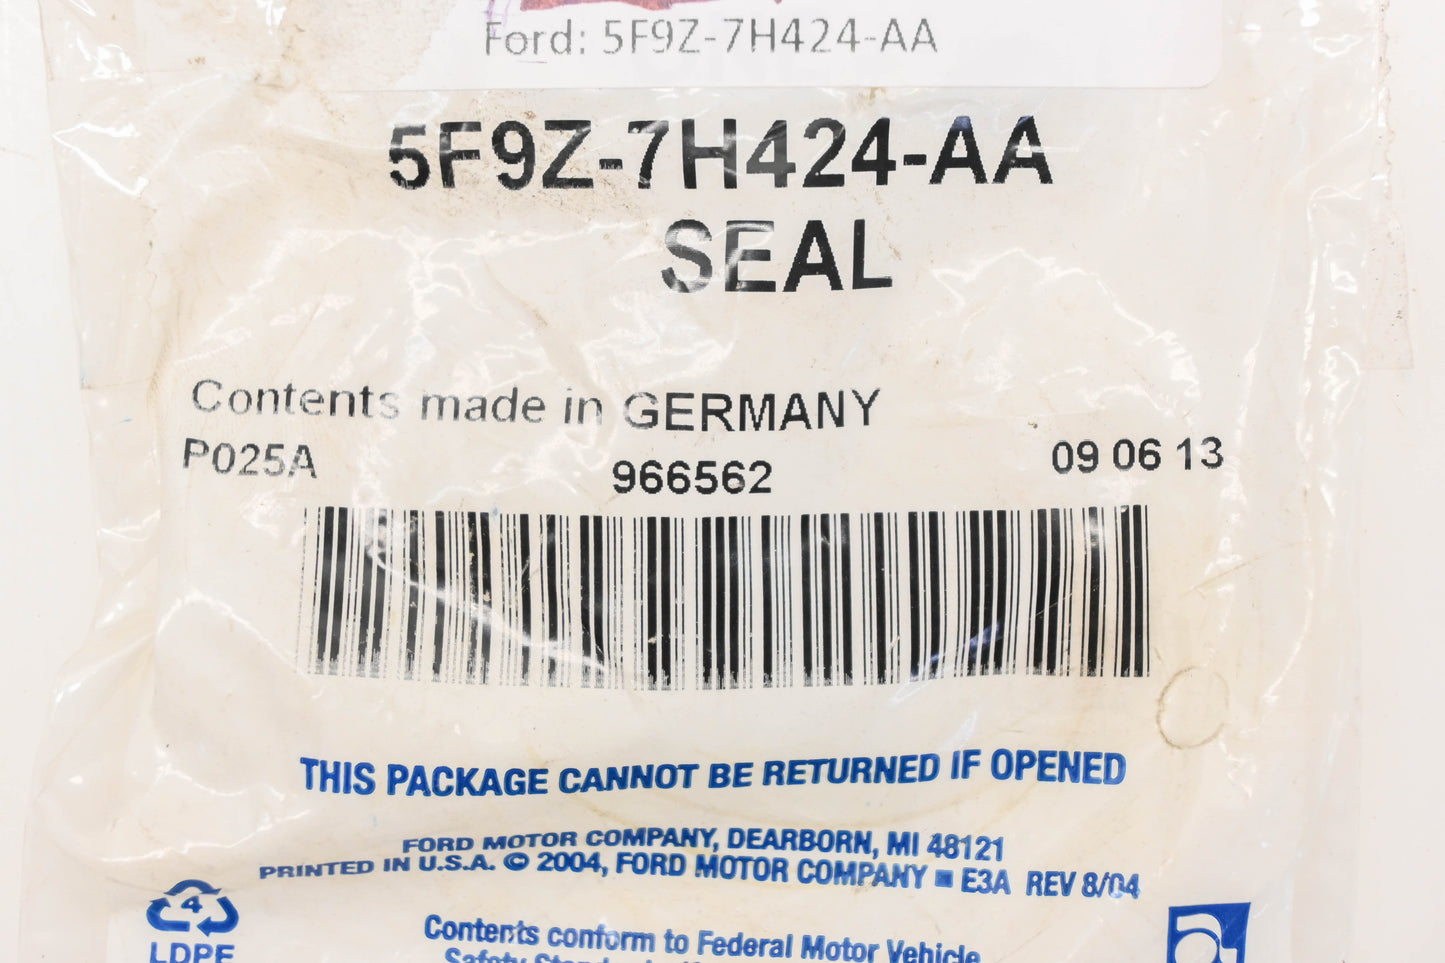 Ford: 5F9Z-7H424-AA
5F9Z-7H424-AA
SEAL
Contents made in GERMANY
P025A 966562 09 06 13
THIS PACKAGE CANNOT BE RETURNED IF OPENED
FORD MOTOR COMPANY, DEARBORN, MI 48121
PRINTED IN U.S.A. © 2004, FORD MOTOR COMPANY ■ E3A REV 8/04
4
LDPE
Contents conform to Federal Motor Vehicle
Safety